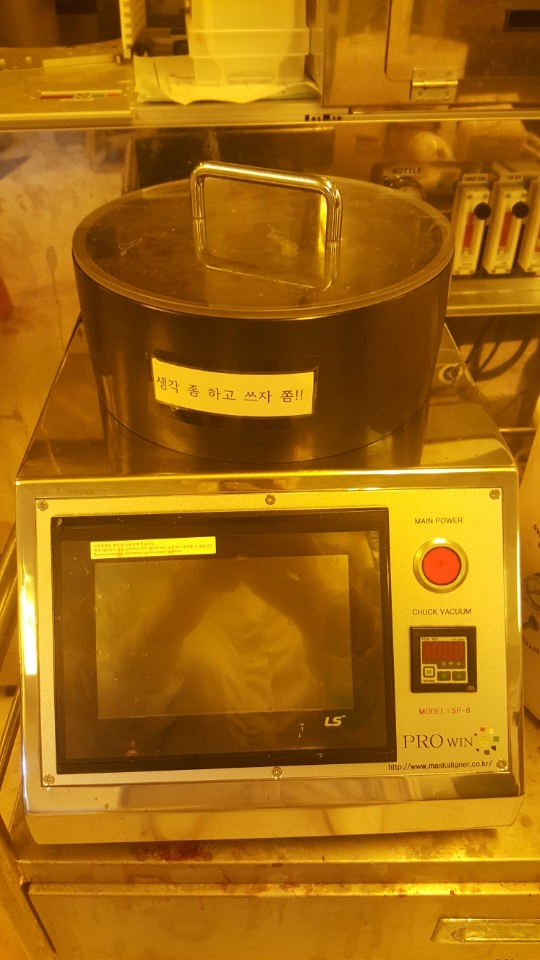 BOTTLE
생각 좀 하고 쓰자 쫌!!
MAIN POWER
CHUCK VACUUM
MODEL : SP-6
LS
PRO WIN
http://www.maskaligner.co.kr/